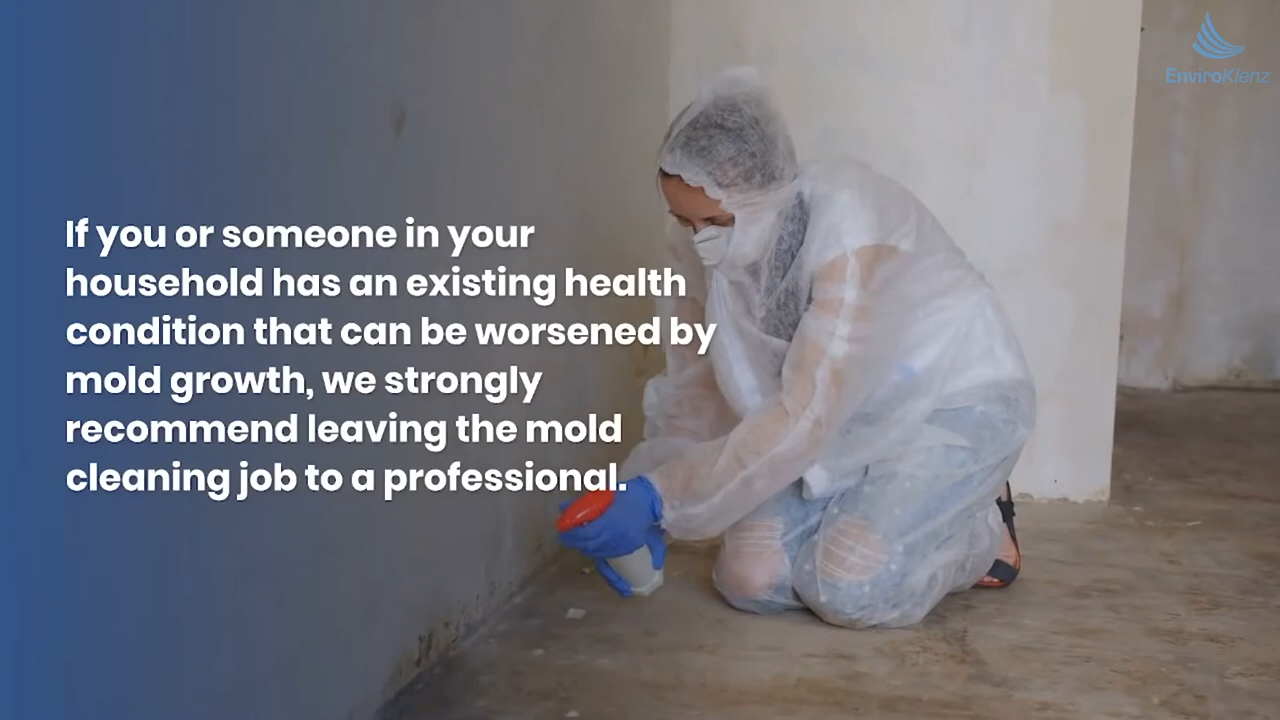 EnviroKlenz
If you or someone in your
household has an existing health
condition that can be worsened by
mold growth, we strongly
recommend leaving the mold
cleaning job to a professional.